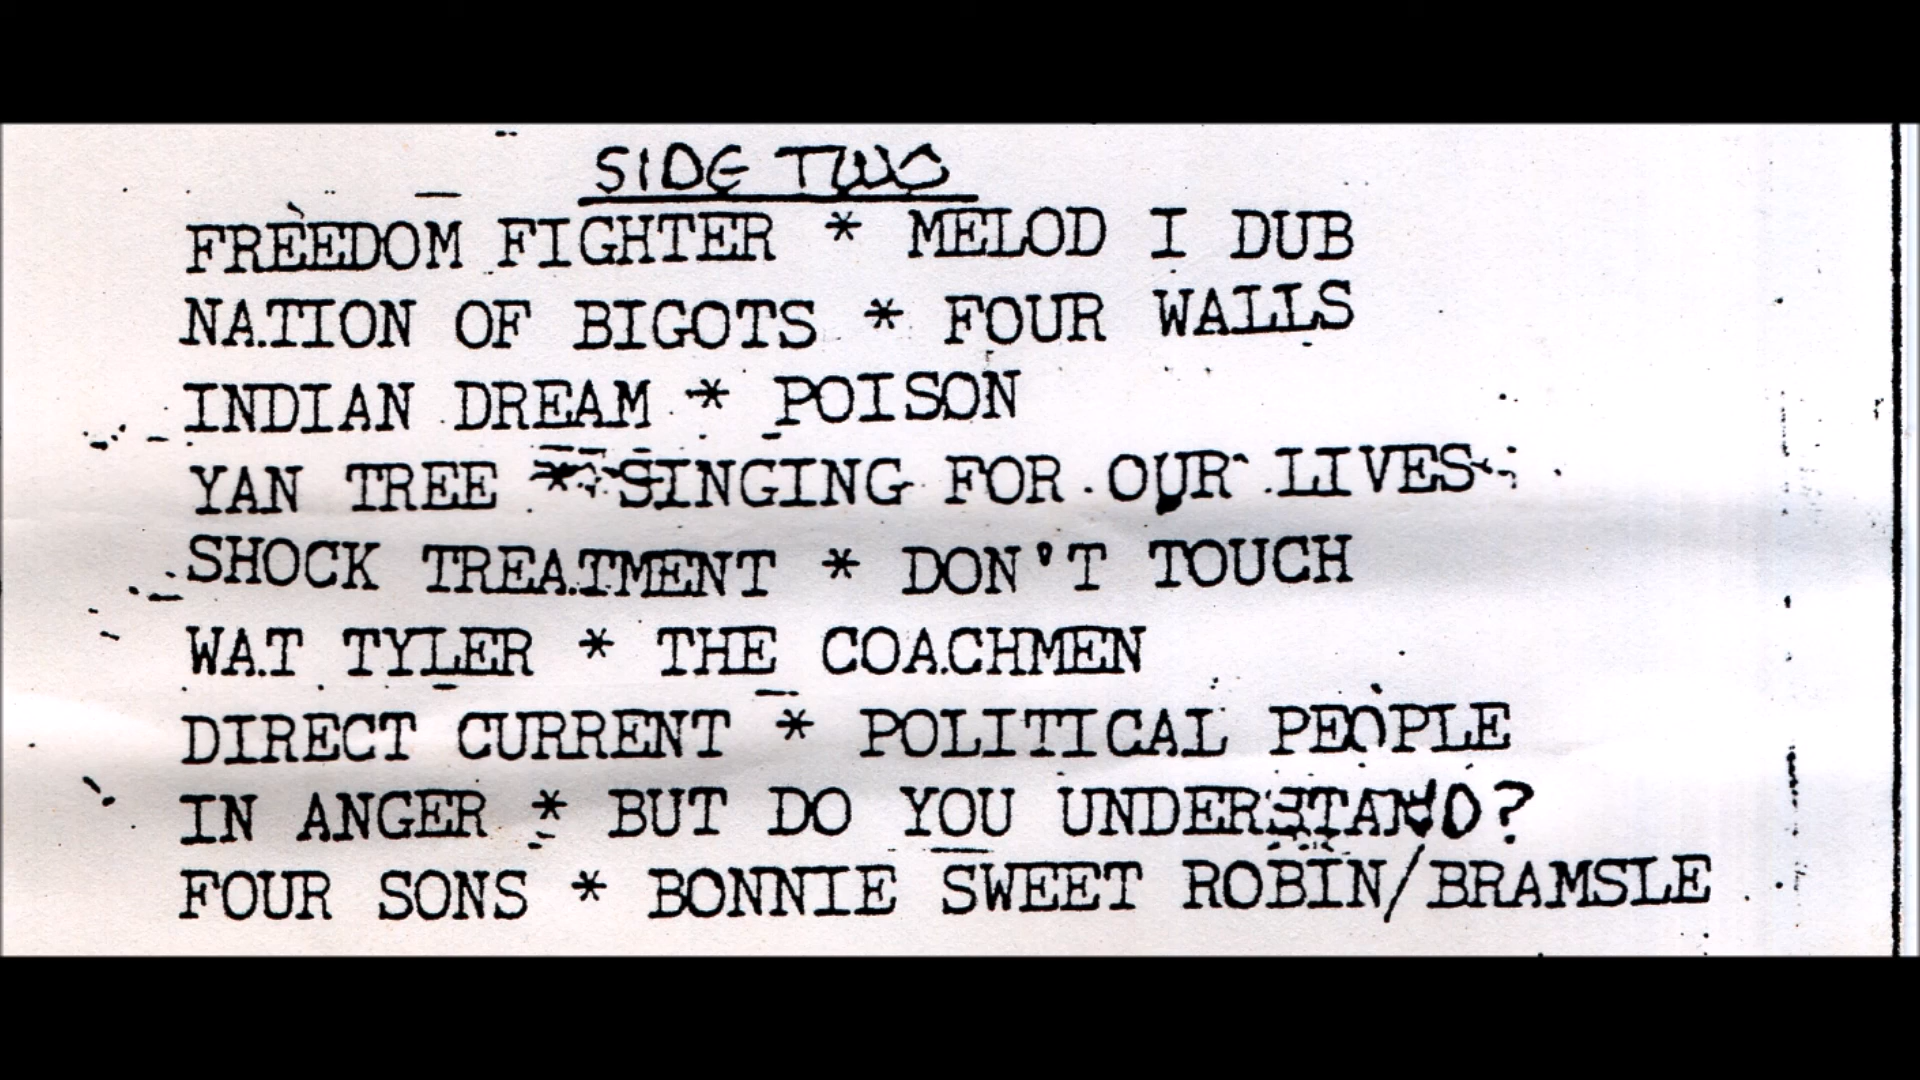 SIDE TWO
FREEDOM FIGHTER * MELOD I DUB
NATION OF BIGOTS * FOUR WALLS
INDIAN DREAM * POISON
YAN TREE * SINGING FOR OUR LIVES
SHOCK TREATMENT * DON'T TOUCH
WAT TYLER * THE COACHMEN
DIRECT CURRENT * POLITICAL PEOPLE
IN ANGER * BUT DO YOU UNDERSTAND?
FOUR SONS * BONNIE SWEET ROBIN/BRAMSLE